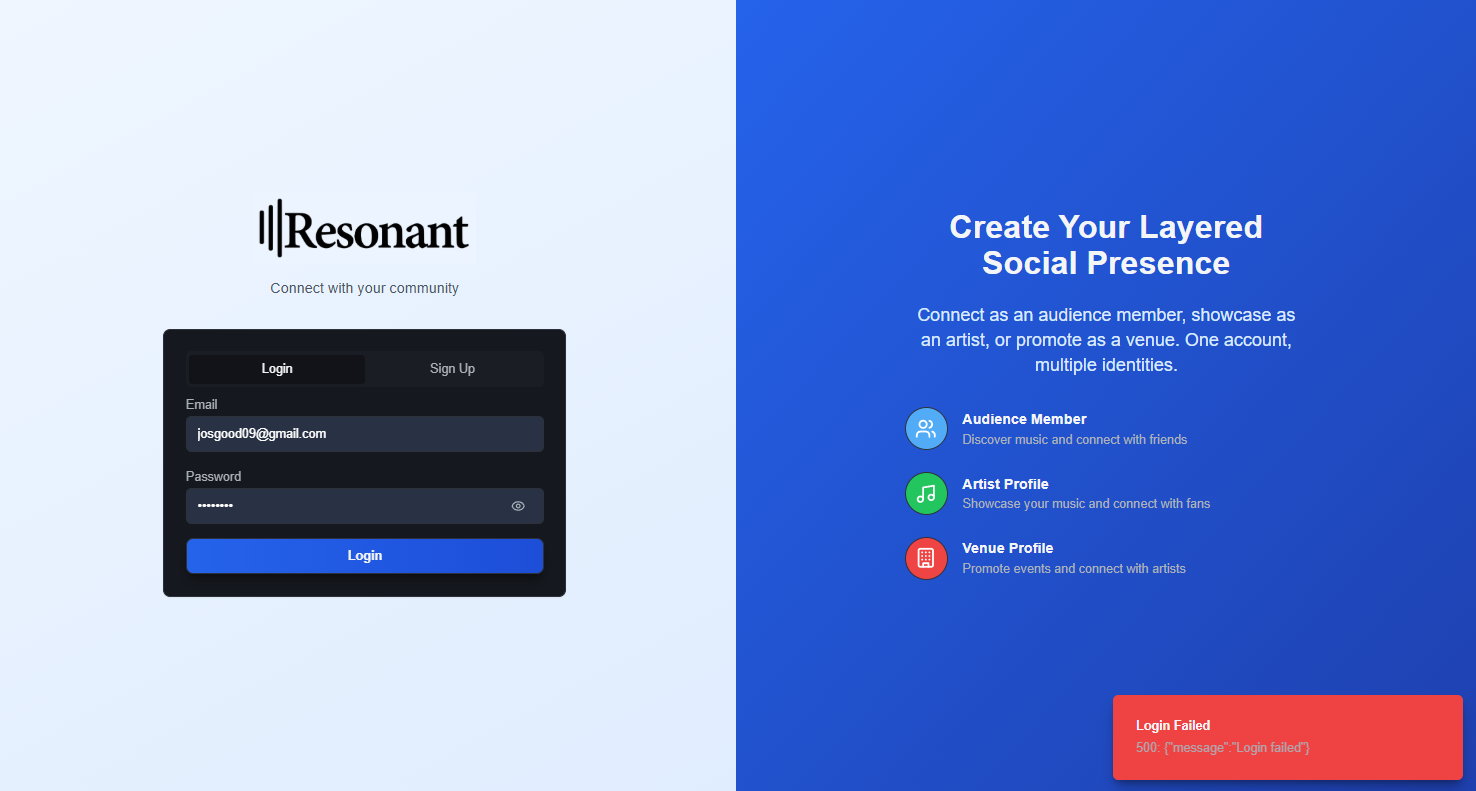 Resonant
Connect with your community
Login
Sign Up
Email
josgood09@gmail.com
Password
••••••••
Login
Create Your Layered
Social Presence
Connect as an audience member, showcase as
an artist, or promote as a venue. One account,
multiple identities.
Audience Member
Discover music and connect with friends
Artist Profile
Showcase your music and connect with fans
Venue Profile
Promote events and connect with artists
Login Failed
500: {"message":"Login failed"}